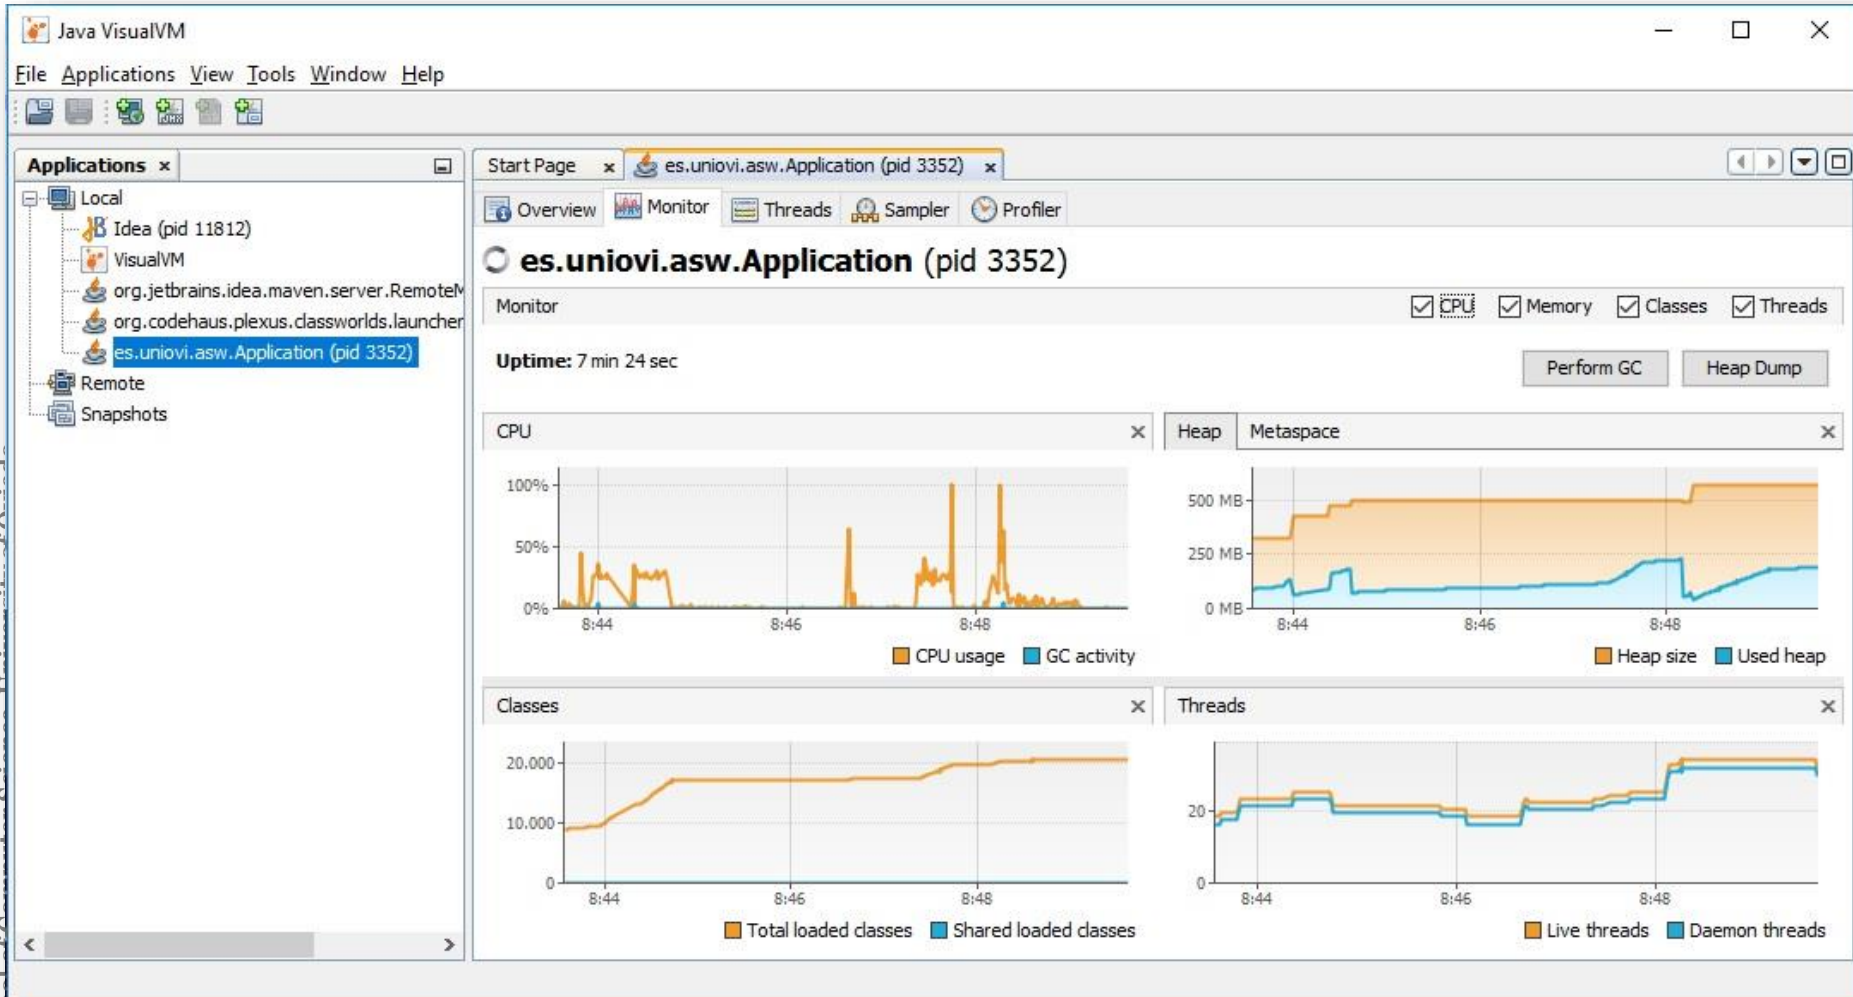 Java VisualVM
File Applications View Tools Window Help
Applications
Start Page
es.uniovi.asw.Application (pid 3352)
Local
Idea (pid 11812)
VisualVM
org.jetbrains.idea.maven.server.RemoteM
org.codehaus.plexus.classworlds.launcher
es.uniovi.asw.Application (pid 3352)
Remote
Snapshots
Overview Monitor Threads Sampler Profiler
es.uniovi.asw.Application (pid 3352)
Monitor
CPU Memory Classes Threads
Uptime: 7 min 24 sec
Perform GC Heap Dump
CPU
100%
50%
0%
8:44 8:46 8:48
CPU usage GC activity
Heap Metaspace
500 MB
250 MB
0 MB
8:44 8:46 8:48
Heap size Used heap
Classes
20.000
10.000
0
8:44 8:46 8:48
Total loaded classes Shared loaded classes
Threads
20
0
8:44 8:46 8:48
Live threads Daemon threads